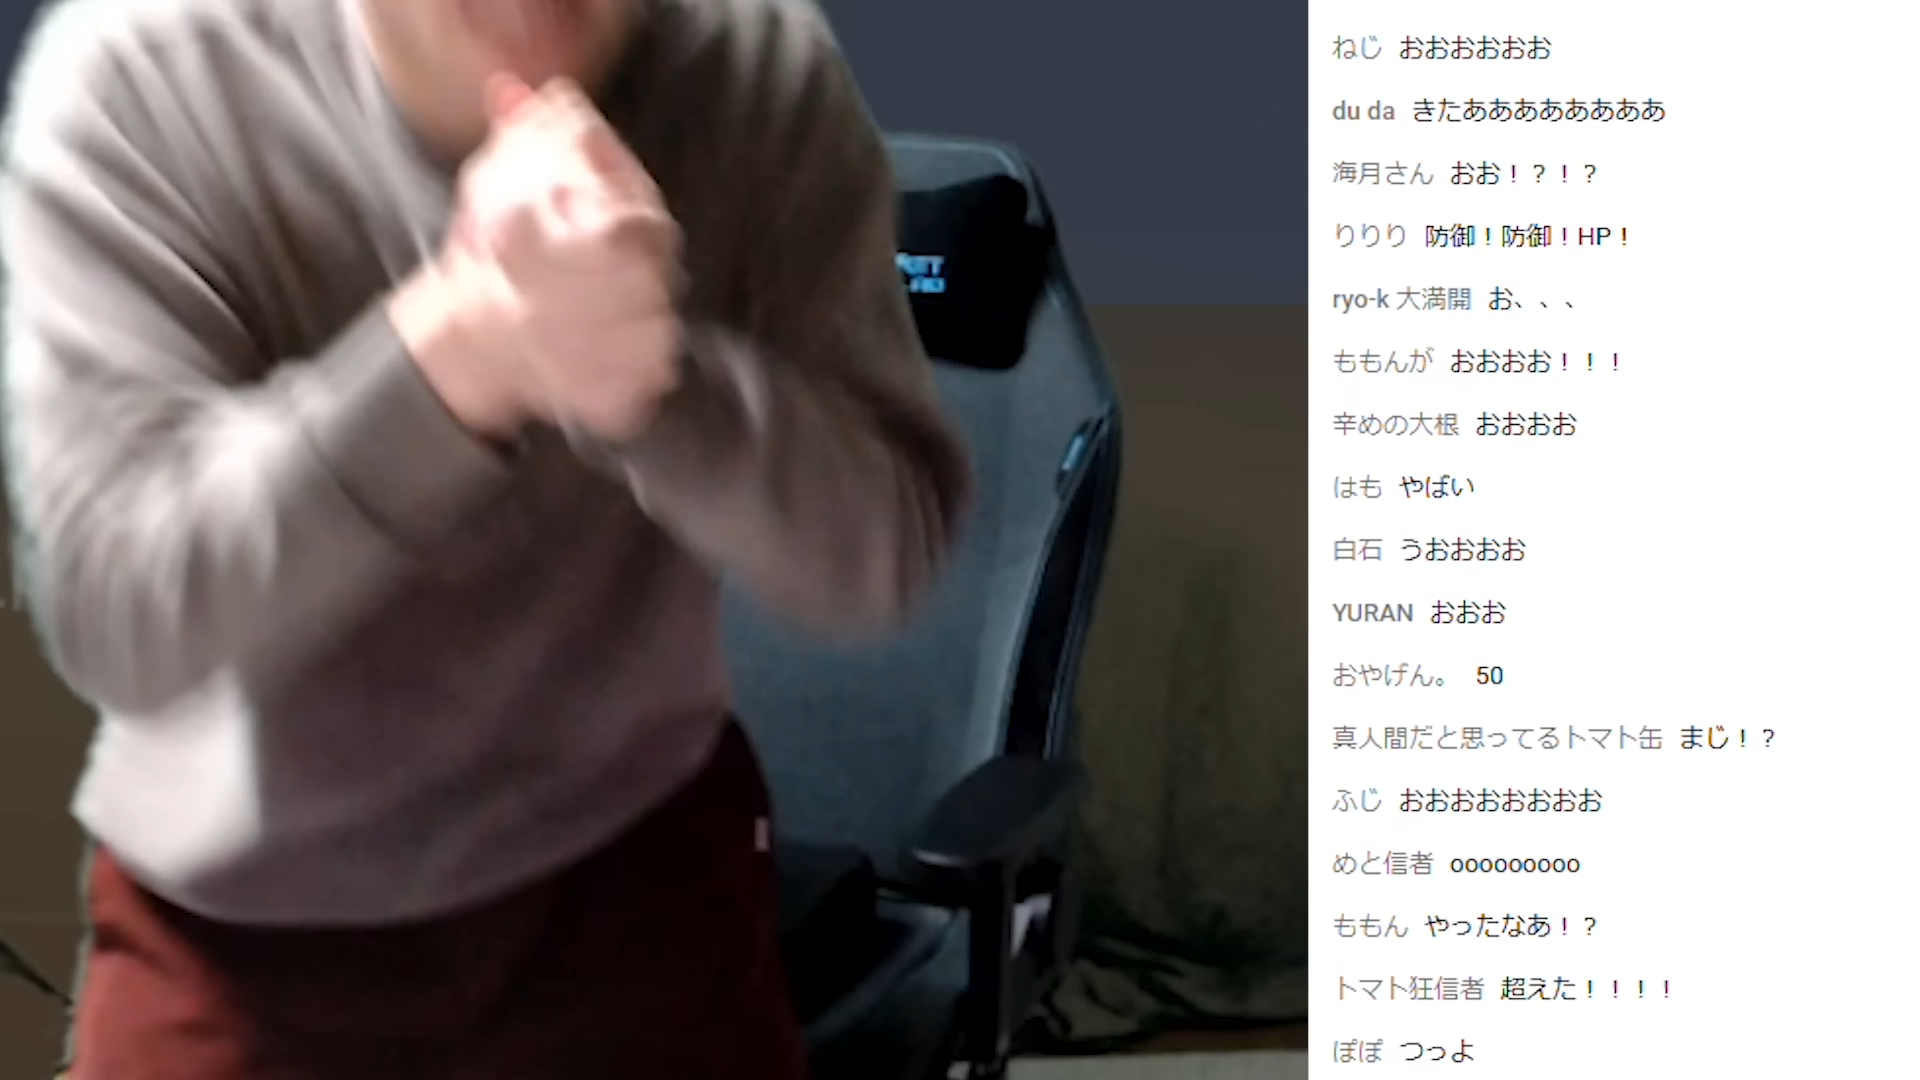 ねじ おおおおおお
du da きたああああああああ
海月さん おお！？！？
りりり 防御！防御！HP！
ryo-k 大満開 お、、、
ももんが おおおお！！！
辛めの大根 おおおお
はも やばい
白石 うおおおお
YURAN おおお
おやげん。 50
真人間だと思ってるトマト缶 まじ！？
ふじ おおおおおおおお
めと信者 ooooooooo
ももん やったなあ！？
トマト狂信者 超えた！！！！
ぽぽ つっよ